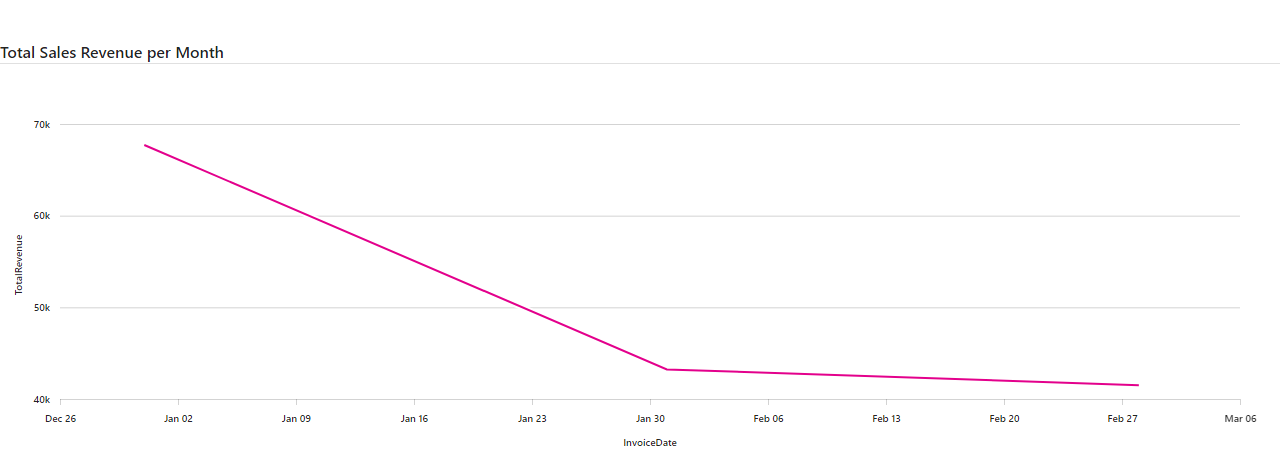 Total Sales Revenue per Month
70k
60k
50k
40k
TotalRevenue
Dec 26 Jan 02 Jan 09 Jan 16 Jan 23 Jan 30 Feb 06 Feb 13 Feb 20 Feb 27 Mar 06
InvoiceDate